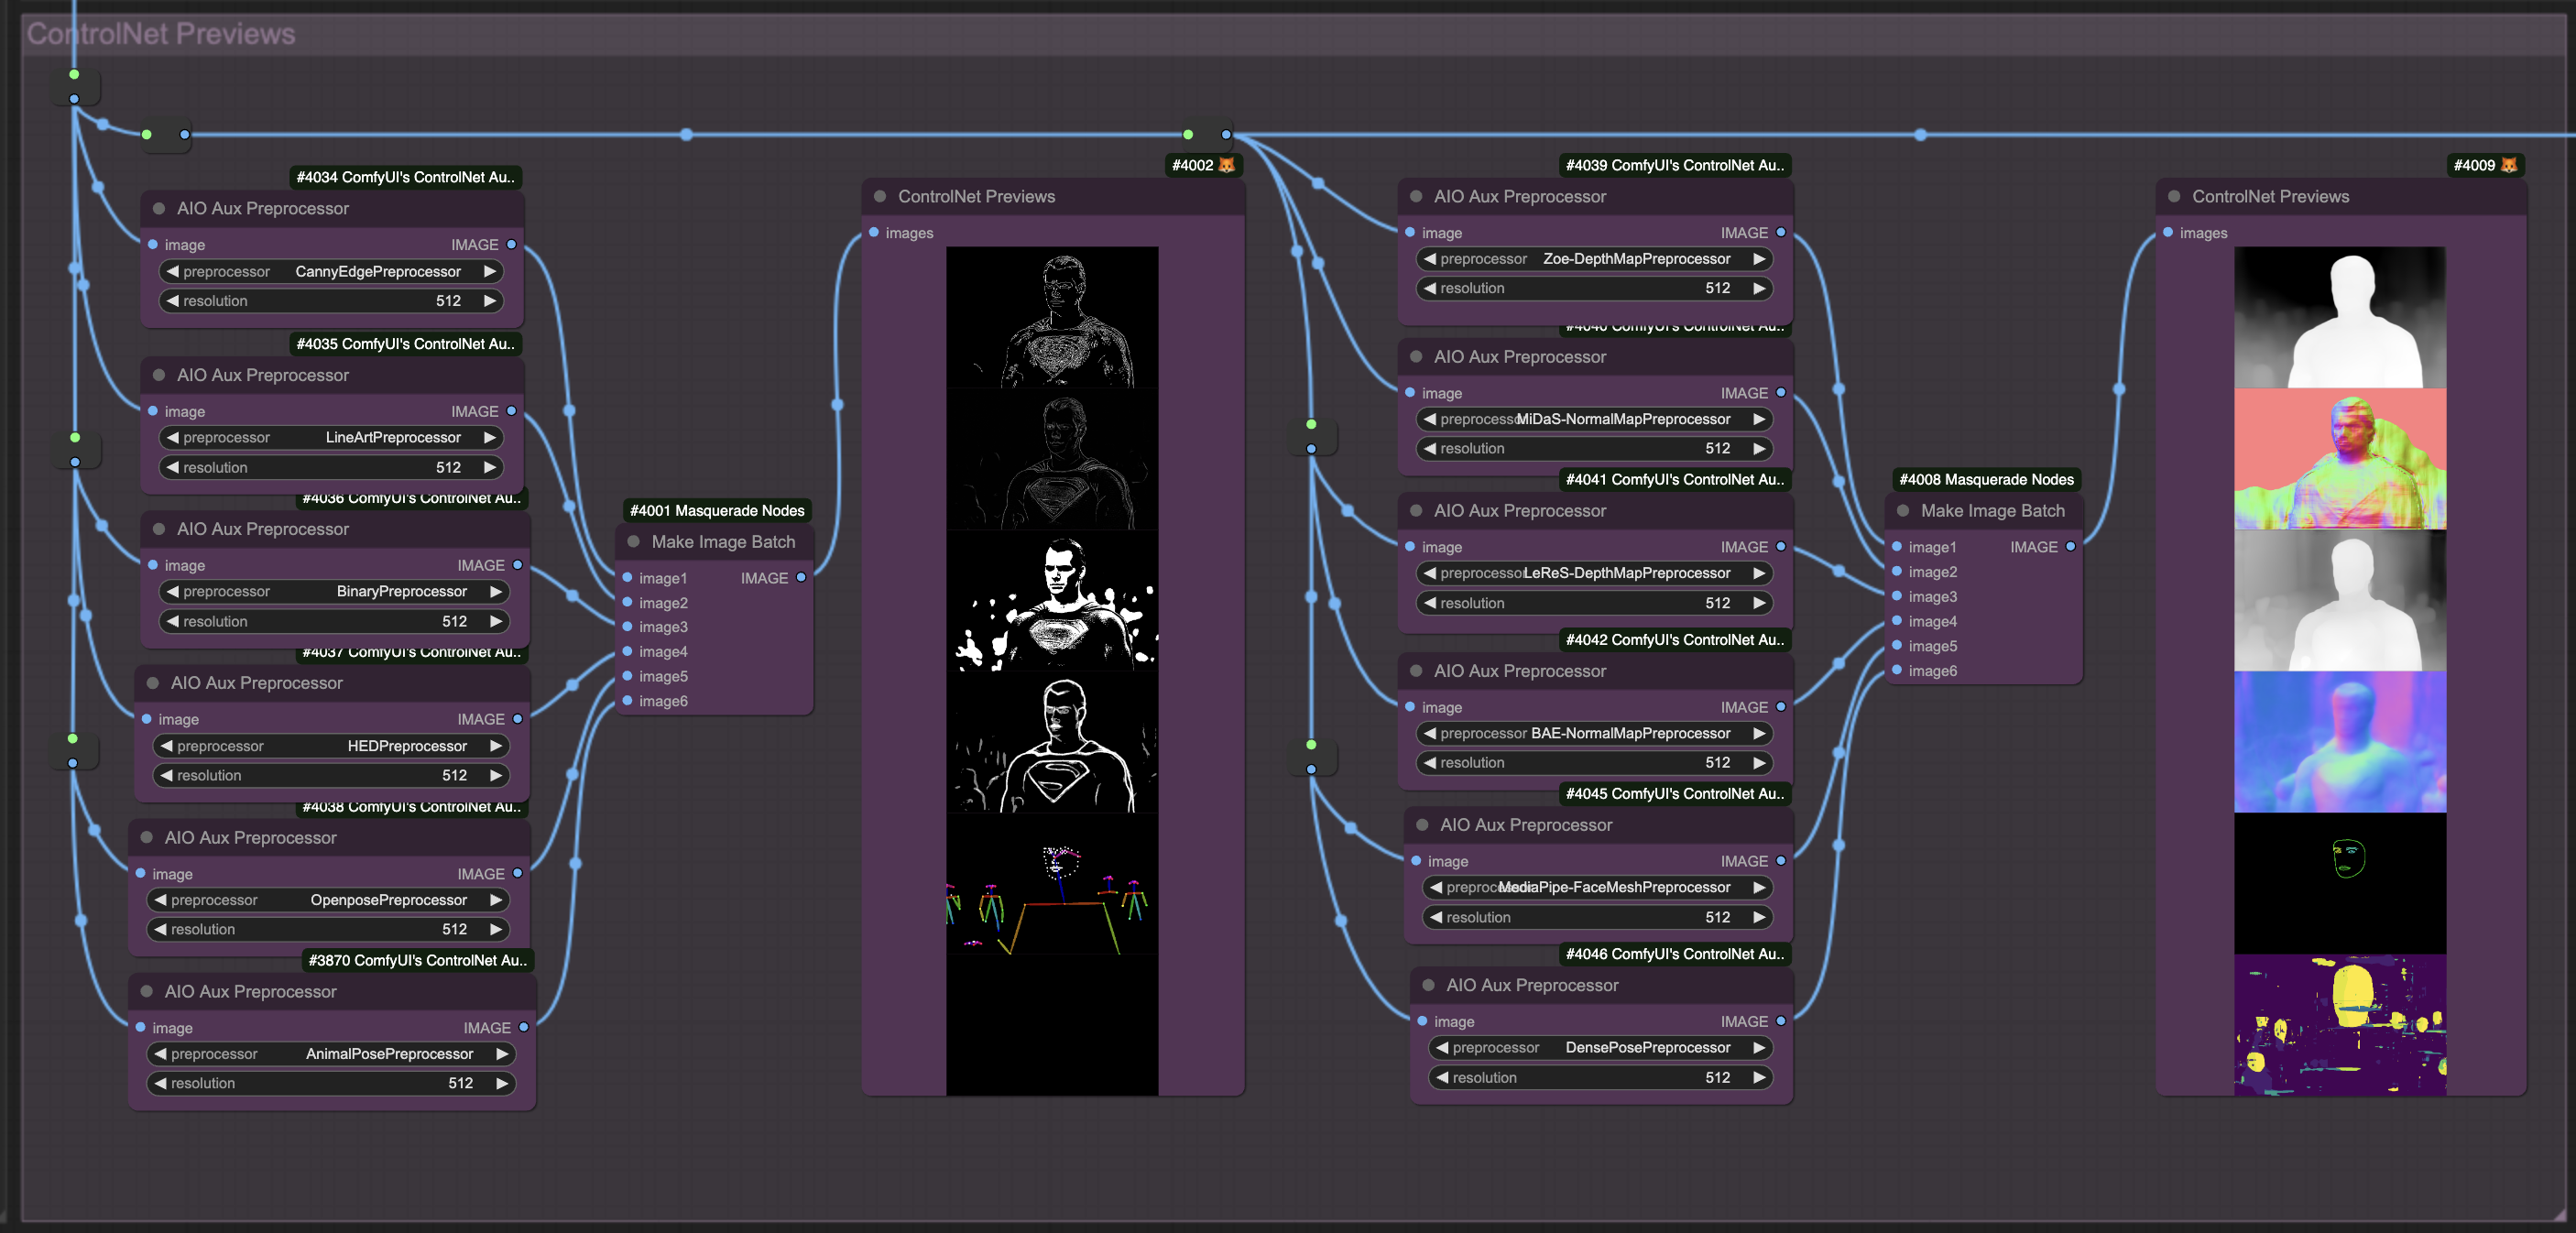 ControlNet Previews
#4034 ComfyUI's ControlNet Au..
AIO Aux Preprocessor
image IMAGE
preprocessor CannyEdgePreprocessor
resolution 512
#4035 ComfyUI's ControlNet Au..
AIO Aux Preprocessor
image IMAGE
preprocessor LineArtPreprocessor
resolution 512
#4036 ComfyUI's ControlNet Au..
AIO Aux Preprocessor
image IMAGE
preprocessor BinaryPreprocessor
resolution 512
#4037 ComfyUI's ControlNet Au..
AIO Aux Preprocessor
image IMAGE
preprocessor HEDPreprocessor
resolution 512
#4038 ComfyUI's ControlNet Au..
AIO Aux Preprocessor
image IMAGE
preprocessor OpenposePreprocessor
resolution 512
#3870 ComfyUI's ControlNet Au..
AIO Aux Preprocessor
image IMAGE
preprocessor AnimalPosePreprocessor
resolution 512
#4001 Masquerade Nodes
Make Image Batch
image1 IMAGE
image2
image3
image4
image5
image6
#4002 🦊
ControlNet Previews
images
#4039 ComfyUI's ControlNet Au..
AIO Aux Preprocessor
image IMAGE
preprocessor Zoe-DepthMapPreprocessor
resolution 512
#4040 ComfyUI's ControlNet Au..
AIO Aux Preprocessor
image IMAGE
preprocessor MiDaS-NormalMapPreprocessor
resolution 512
#4041 ComfyUI's ControlNet Au..
AIO Aux Preprocessor
image IMAGE
preprocessor LeReS-DepthMapPreprocessor
resolution 512
#4042 ComfyUI's ControlNet Au..
AIO Aux Preprocessor
image IMAGE
preprocessor BAE-NormalMapPreprocessor
resolution 512
#4045 ComfyUI's ControlNet Au..
AIO Aux Preprocessor
image IMAGE
preprocessor MediaPipe-FaceMeshPreprocessor
resolution 512
#4046 ComfyUI's ControlNet Au..
AIO Aux Preprocessor
image IMAGE
preprocessor DensePosePreprocessor
resolution 512
#4008 Masquerade Nodes
Make Image Batch
image1 IMAGE
image2
image3
image4
image5
image6
#4009 🦊
ControlNet Previews
images